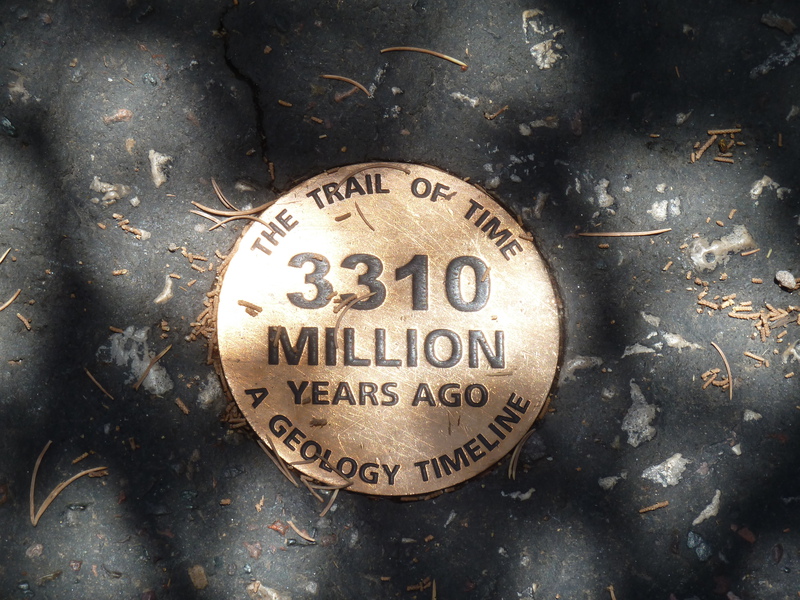 THE TRAIL OF TIME
3310
MILLION
YEARS AGO
A GEOLOGY TIMELINE